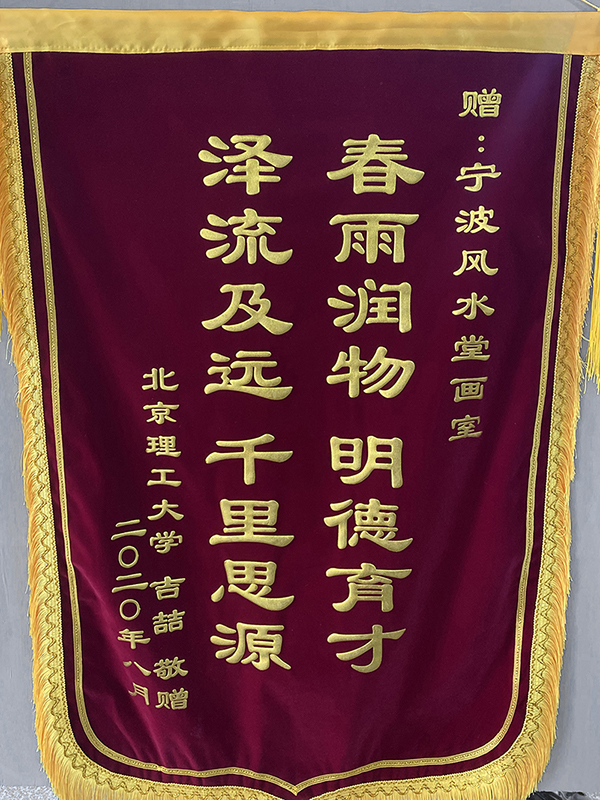 赠：宁波风水堂画室
春雨润物 明德育才
泽流及远 千里思源
北京理工大学 吉喆 敬赠
二〇二〇年八月